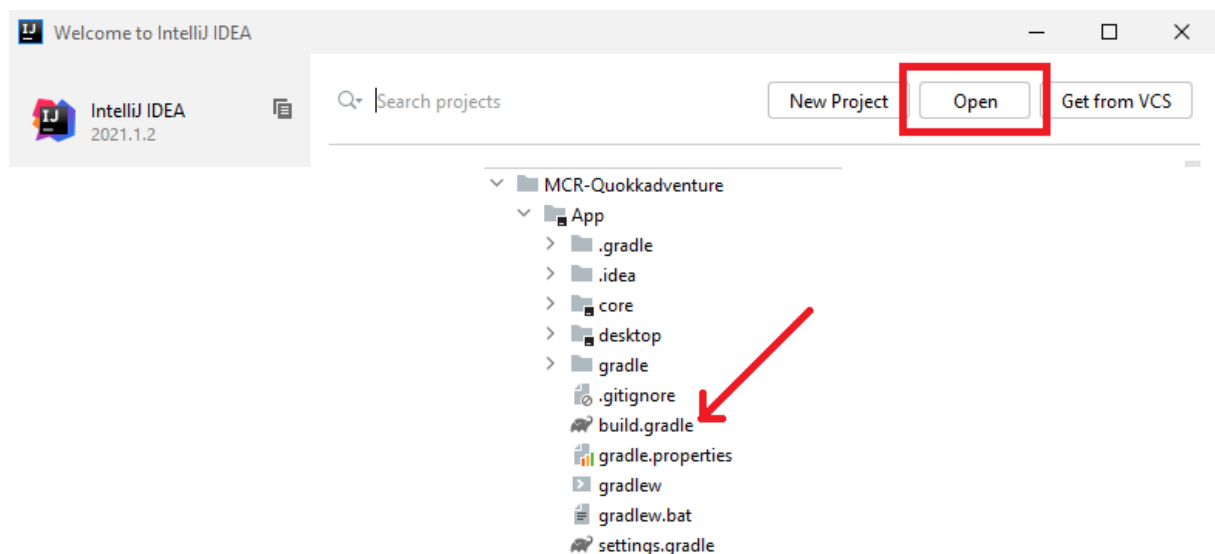 Welcome to IntelliJ IDEA
IntelliJ IDEA
2021.1.2
Search projects
New Project
Open
Get from VCS
MCR-Quokkadventure
App
.gradle
.idea
core
desktop
gradle
.gitignore
build.gradle
gradle.properties
gradlew
gradlew.bat
settings.gradle